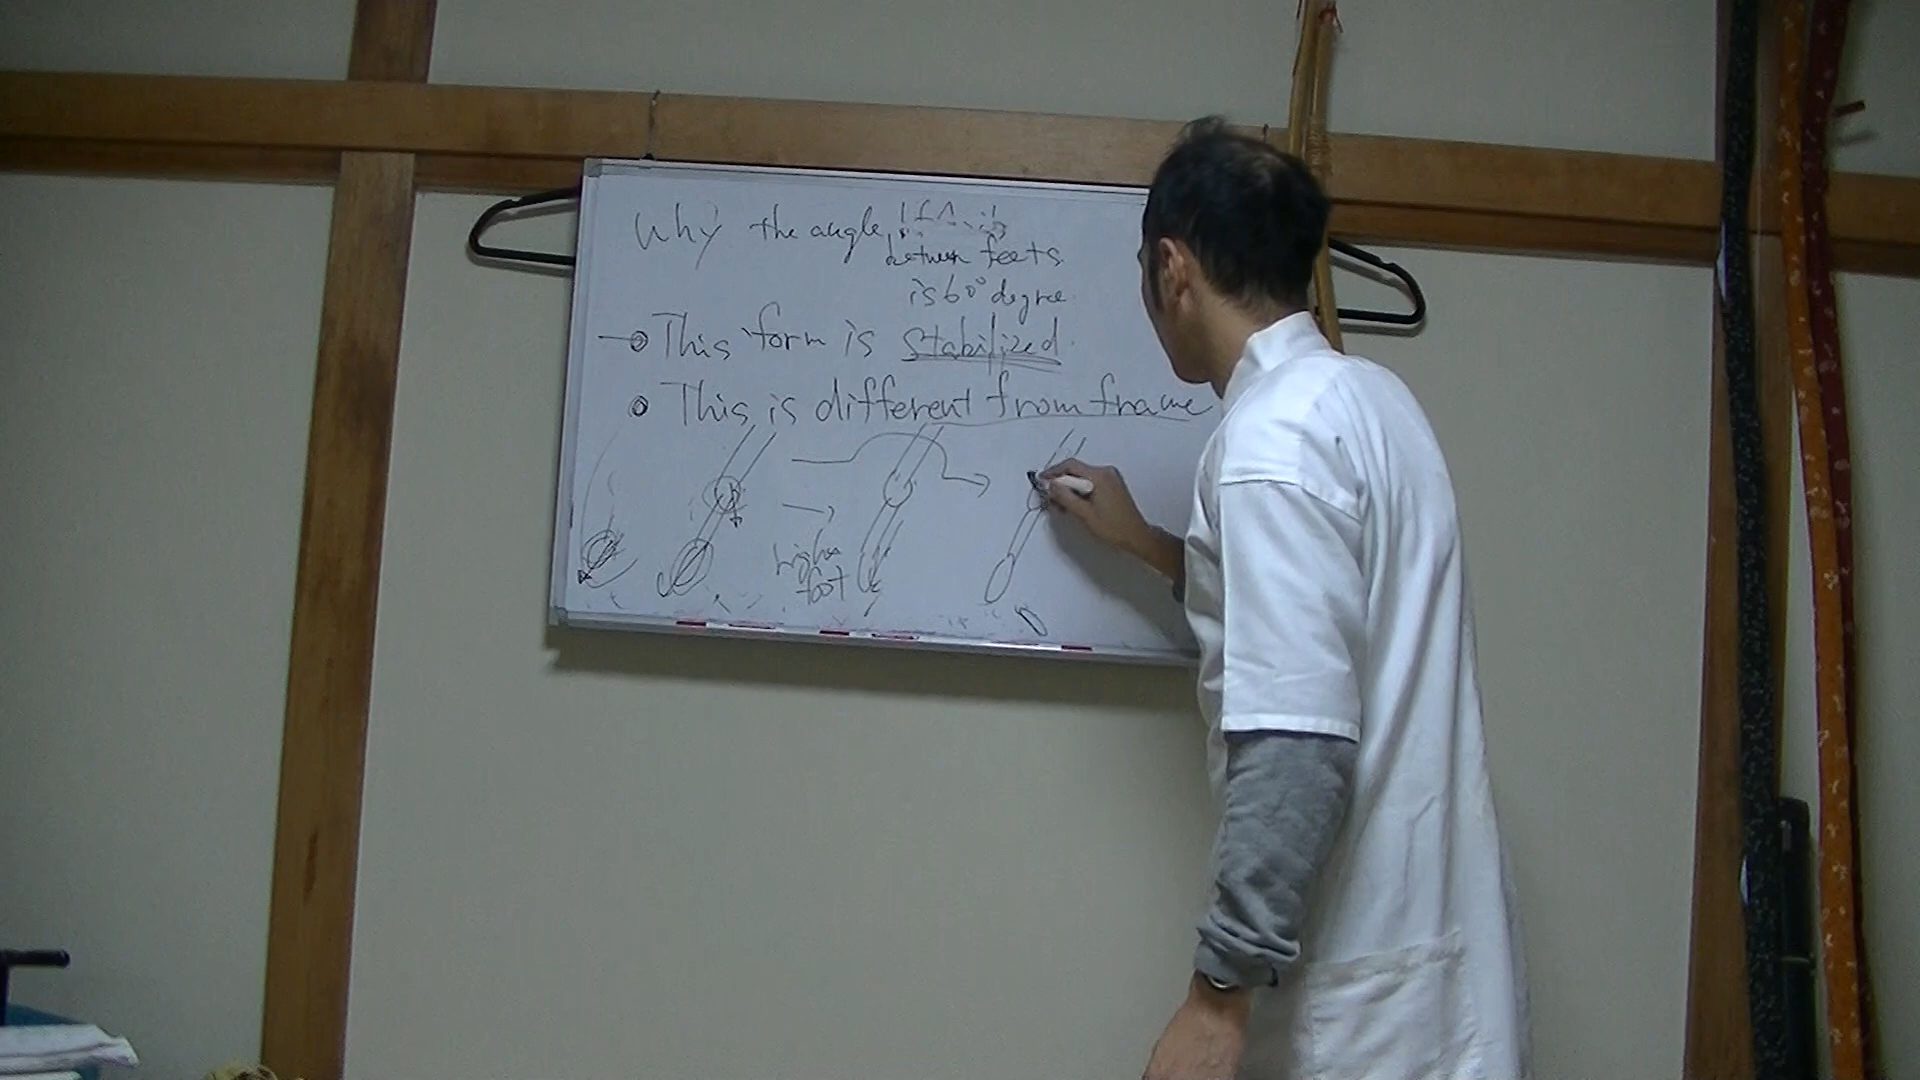 Why the angle
between feets
is 60° degree
This form is stabilized.
This is different from frame
higher
foot